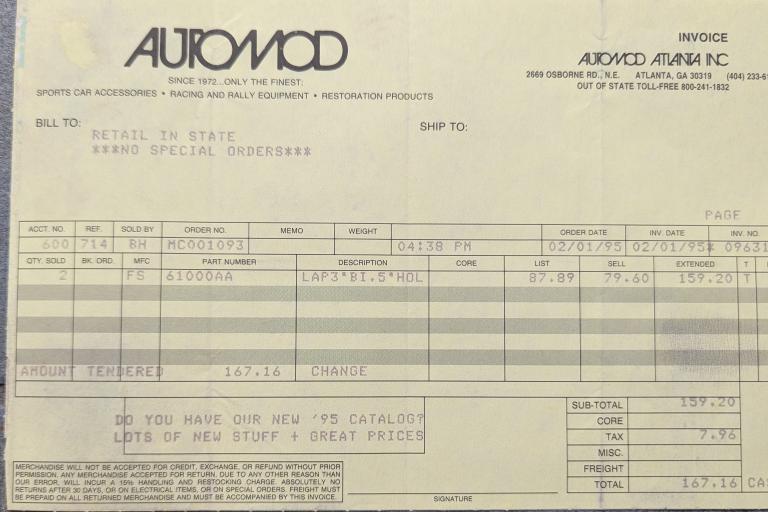 AUTOMOD
SINCE 1972...ONLY THE FINEST:
SPORTS CAR ACCESSORIES • RACING AND RALLY EQUIPMENT • RESTORATION PRODUCTS
INVOICE
AUTOMOD ATLANTA INC
2669 OSBORNE RD., N.E. ATLANTA, GA 30319 (404) 233-61
OUT OF STATE TOLL-FREE 800-241-1832
BILL TO:
RETAIL IN STATE
***NO SPECIAL ORDERS***
SHIP TO:
PAGE
ACCT. NO. REF. SOLD BY ORDER NO. MEMO WEIGHT ORDER DATE INV. DATE INV. NO.
600 714 BH MC001093 04:38 PM 02/01/95 02/01/95* 09631
QTY. SOLD BK. ORD. MFC PART NUMBER DESCRIPTION CORE LIST SELL EXTENDED T
2 FS 61000AA LAP3"BI.5"HOL 87.89 79.60 159.20 T
AMOUNT TENDERED 167.16 CHANGE
DO YOU HAVE OUR NEW '95 CATALOG?
LOTS OF NEW STUFF + GREAT PRICES
SUB-TOTAL 159.20
CORE
TAX 7.96
MISC.
FREIGHT
TOTAL 167.16 CAS
MERCHANDISE WILL NOT BE ACCEPTED FOR CREDIT, EXCHANGE, OR REFUND WITHOUT PRIOR
PERMISSION. ANY MERCHANDISE ACCEPTED FOR RETURN, DUE TO ANY OTHER REASON THAN
OUR ERROR, WILL INCUR A 15% HANDLING AND RESTOCKING CHARGE. ABSOLUTELY NO
RETURNS AFTER 30 DAYS, OR ON ELECTRICAL ITEMS, OR ON SPECIAL ORDERS. FREIGHT MUST
BE PREPAID ON ALL RETURNED MERCHANDISE AND MUST BE ACCOMPANIED BY THIS INVOICE.
SIGNATURE